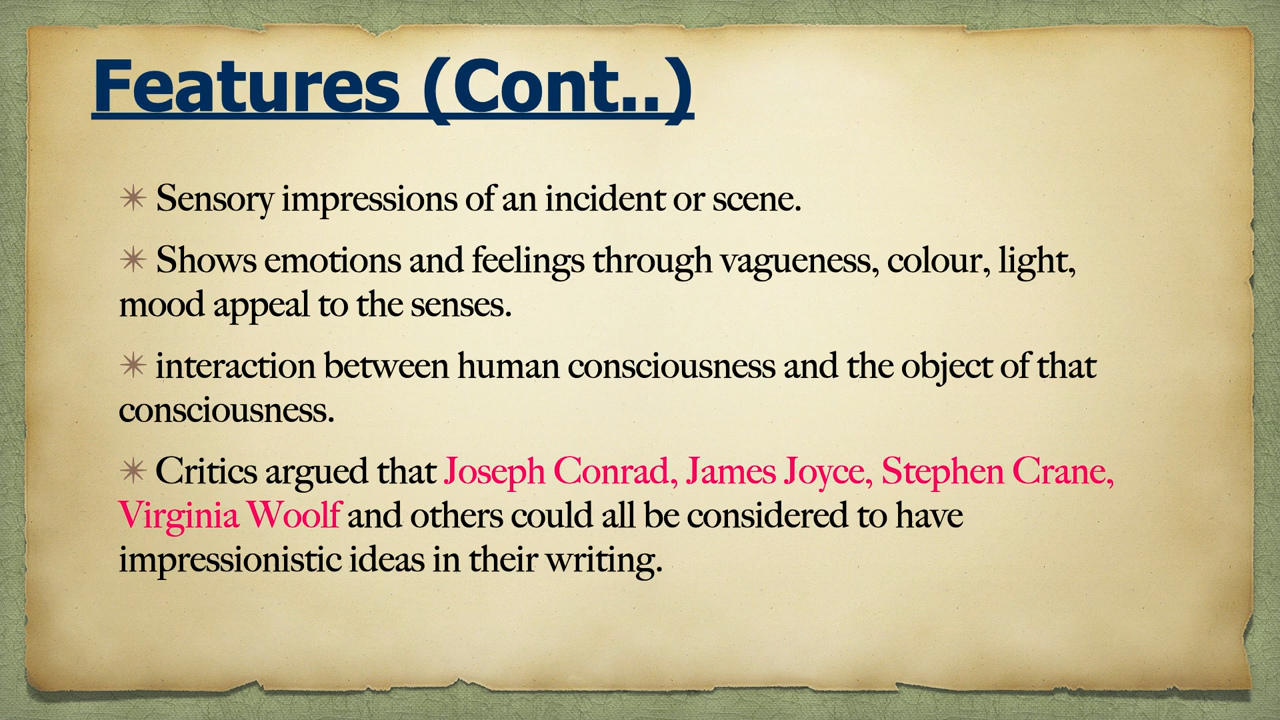 Features (Cont..)
✴ Sensory impressions of an incident or scene.
✴ Shows emotions and feelings through vagueness, colour, light,
mood appeal to the senses.
✴ interaction between human consciousness and the object of that
consciousness.
✴ Critics argued that Joseph Conrad, James Joyce, Stephen Crane,
Virginia Woolf and others could all be considered to have
impressionistic ideas in their writing.